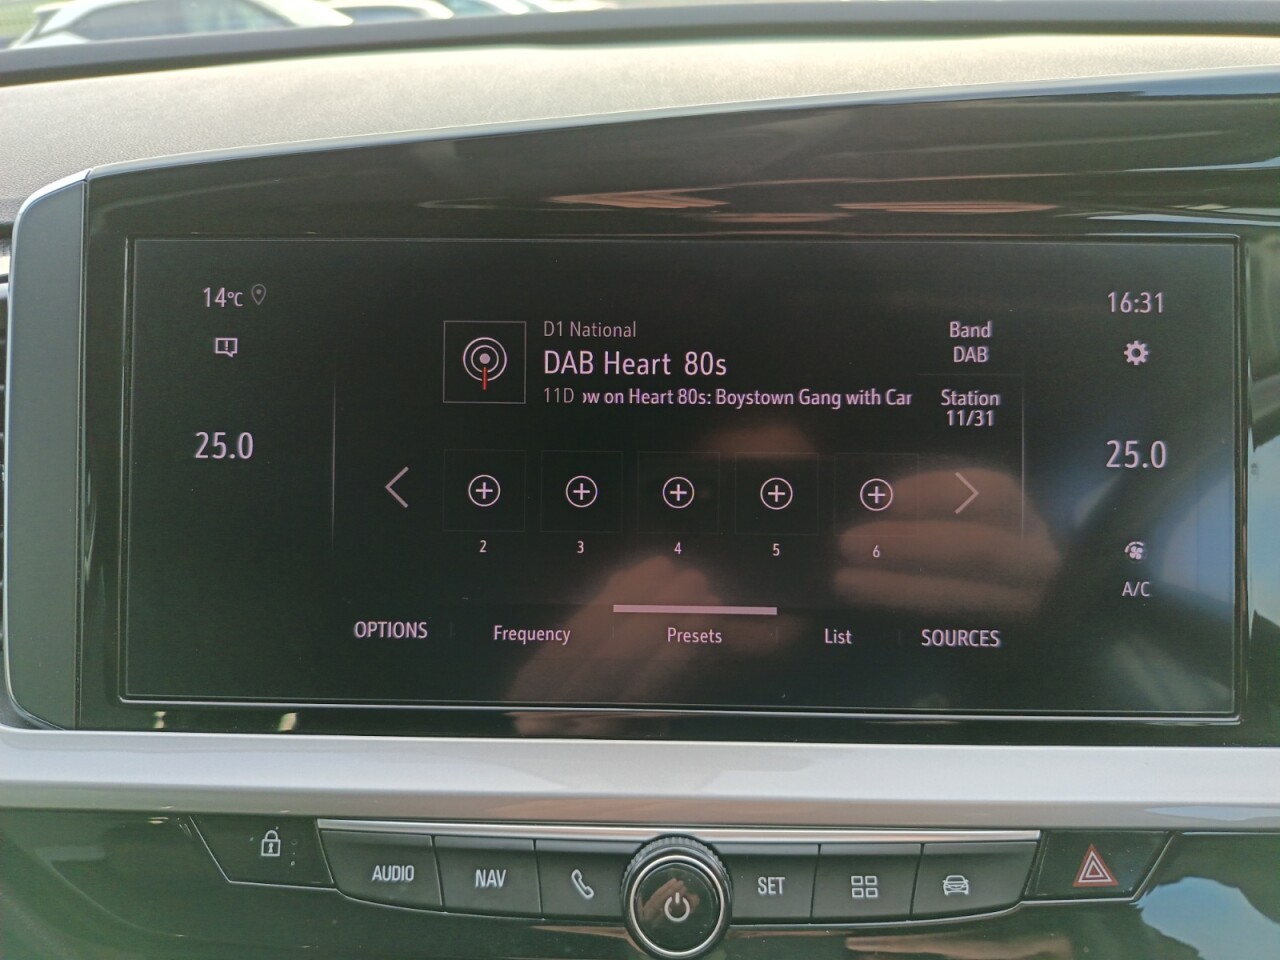 14°C
16:31
D1 National
DAB Heart 80s
11D ow on Heart 80s: Boystown Gang with Car
Band
DAB
Station
11/31
25.0
25.0
2
3
4
5
6
A/C
OPTIONS
Frequency
Presets
List
SOURCES
AUDIO
NAV
SET